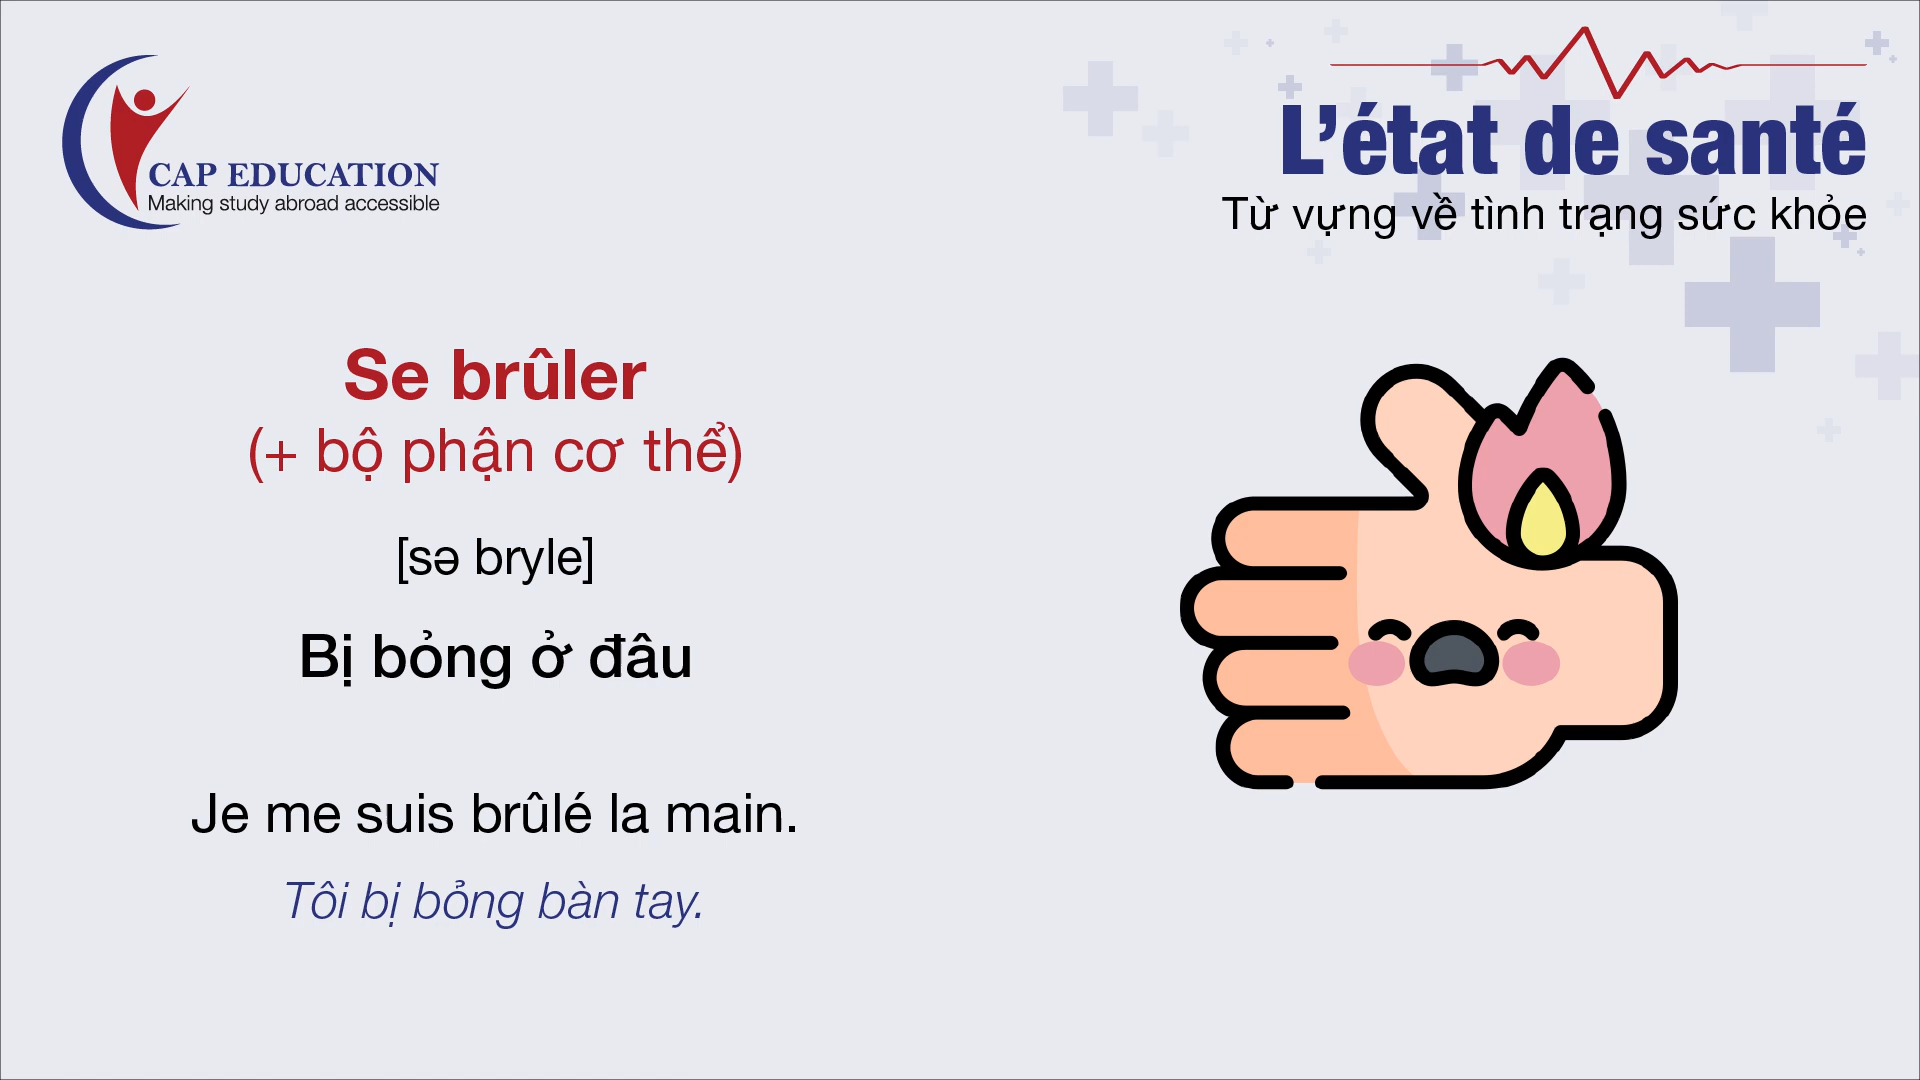 CAP EDUCATION
Making study abroad accessible
L’état de santé
Từ vựng về tình trạng sức khỏe
Se brûler
(+ bộ phận cơ thể)
[sə bryle]
Bị bỏng ở đâu
Je me suis brûlé la main.
Tôi bị bỏng bàn tay.